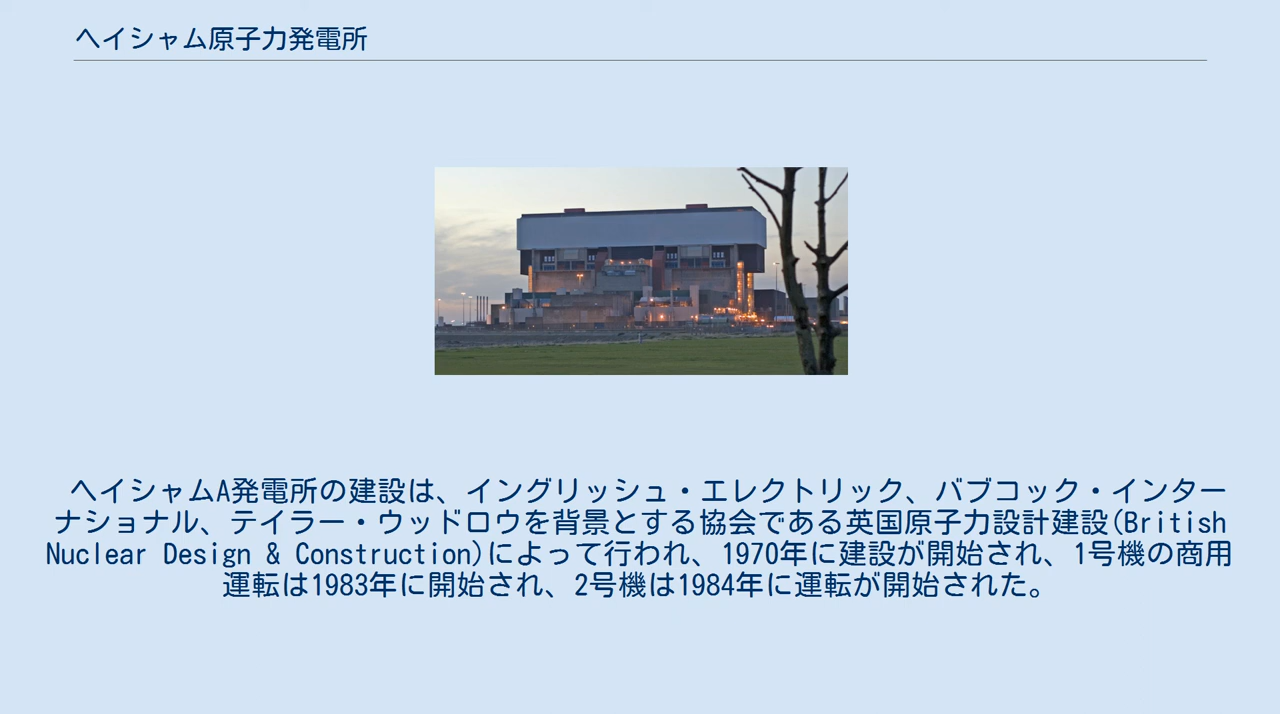 ヘイシャム原子力発電所
ヘイシャムA発電所の建設は、イングリッシュ・エレクトリック、バブコック・インター
ナショナル、テイラー・ウッドロウを背景とする協会である英国原子力設計建設(British
Nuclear Design & Construction)によって行われ、1970年に建設が開始され、1号機の商用
運転は1983年に開始され、2号機は1984年に運転が開始された。